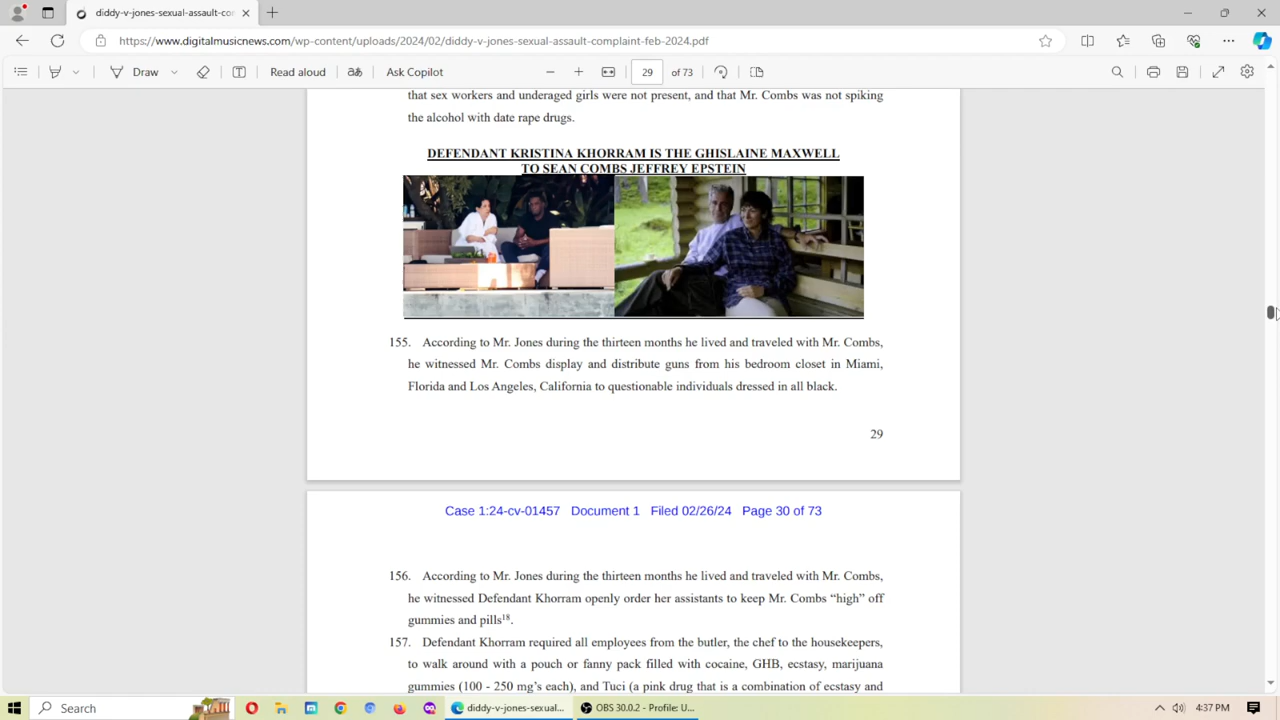 diddy-v-jones-sexual-assault-co
https://www.digitalmusicnews.com/wp-content/uploads/2024/02/diddy-v-jones-sexual-assault-complaint-feb-2024.pdf
Draw Read aloud Ask Copilot 29 of 73
that sex workers and underaged girls were not present, and that Mr. Combs was not spiking
the alcohol with date rape drugs.
DEFENDANT KRISTINA KHORRAM IS THE GHISLAINE MAXWELL
TO SEAN COMBS JEFFREY EPSTEIN
155. According to Mr. Jones during the thirteen months he lived and traveled with Mr. Combs,
he witnessed Mr. Combs display and distribute guns from his bedroom closet in Miami,
Florida and Los Angeles, California to questionable individuals dressed in all black.
29
Case 1:24-cv-01457 Document 1 Filed 02/26/24 Page 30 of 73
156. According to Mr. Jones during the thirteen months he lived and traveled with Mr. Combs,
he witnessed Defendant Khorram openly order her assistants to keep Mr. Combs “high” off
gummies and pills¹⁸.
157. Defendant Khorram required all employees from the butler, the chef to the housekeepers,
to walk around with a pouch or fanny pack filled with cocaine, GHB, ecstasy, marijuana
gummies (100 - 250 mg’s each), and Tuci (a pink drug that is a combination of ecstasy and
Search diddy-v-jones-sexual... OBS 30.0.2 - Profile: U... 4:37 PM